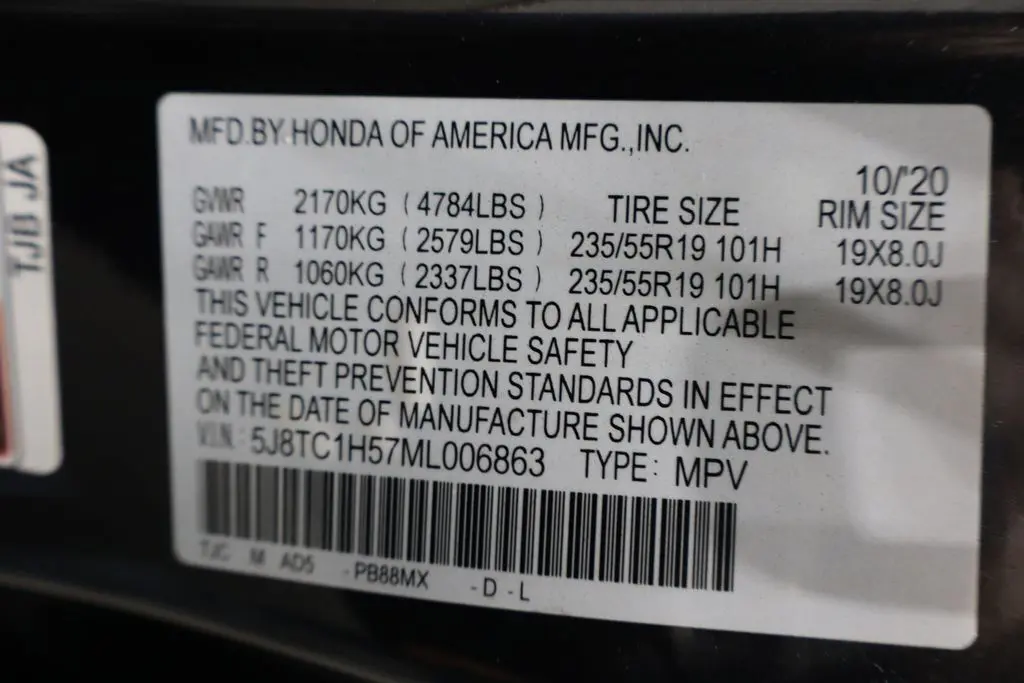 TJB JA
MFD.BY HONDA OF AMERICA MFG.,INC.
10/'20
GVWR 2170KG (4784LBS) TIRE SIZE RIM SIZE
GAWR F 1170KG (2579LBS) 235/55R19 101H 19X8.0J
GAWR R 1060KG (2337LBS) 235/55R19 101H 19X8.0J
THIS VEHICLE CONFORMS TO ALL APPLICABLE
FEDERAL MOTOR VEHICLE SAFETY
AND THEFT PREVENTION STANDARDS IN EFFECT
ON THE DATE OF MANUFACTURE SHOWN ABOVE.
V.I.N.: 5J8TC1H57ML006863 TYPE: MPV
TJC M AD5 -PB88MX -D-L